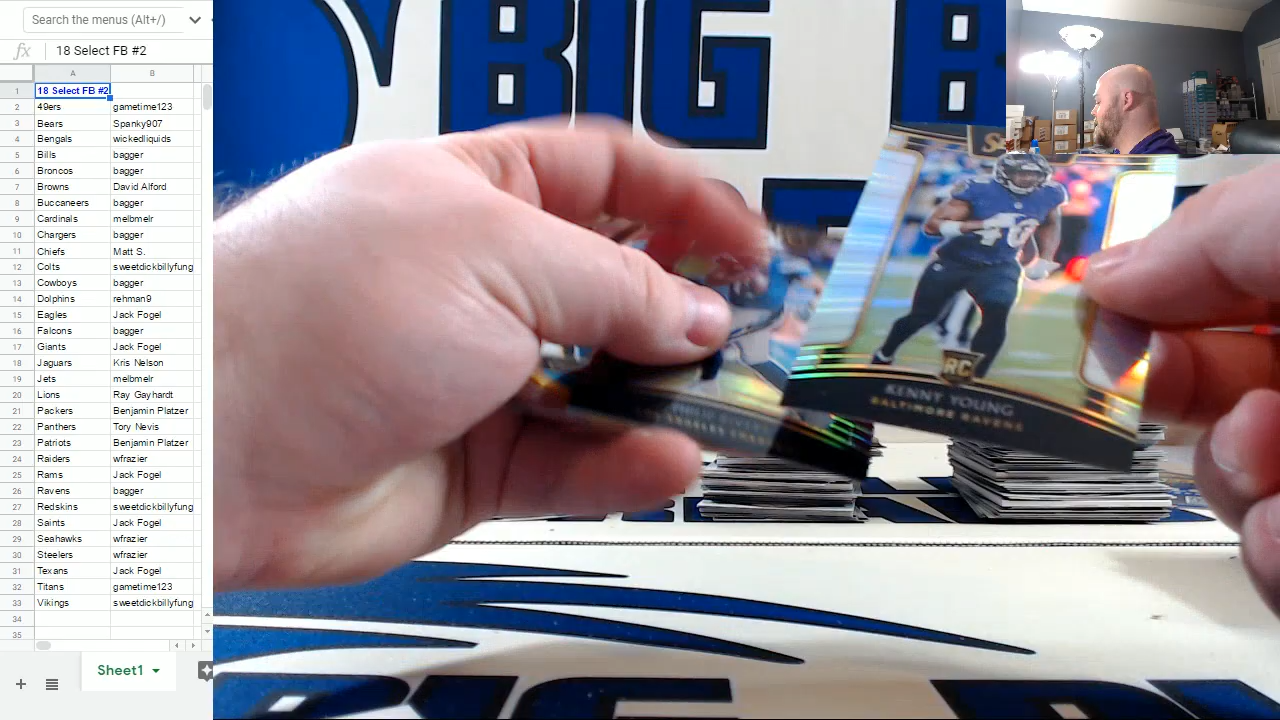 Search the menus (Alt+/)
fx 18 Select FB #2
A B
1 18 Select FB #2
2 49ers gametime123
3 Bears Spanky907
4 Bengals wickedliquids
5 Bills bagger
6 Broncos bagger
7 Browns David Alford
8 Buccaneers bagger
9 Cardinals melbmelr
10 Chargers bagger
11 Chiefs Matt S.
12 Colts sweetdickbillyfung
13 Cowboys bagger
14 Dolphins rehman9
15 Eagles Jack Fogel
16 Falcons bagger
17 Giants Jack Fogel
18 Jaguars Kris bilson
19 Jets melbmelr
20 Lions Ray Gayhardt
21 Packers Benjamin Platzer
22 Panthers Tory Nevis
23 Patriots Benjamin Platzer
24 Raiders wfrazier
25 Rams Jack Fogel
26 Ravens bagger
27 Redskins sweetdickbillyfung
28 Saints Jack Fogel
29 Seahawks wfrazier
30 Steelers wfrazier
31 Texans Jack Fogel
32 Titans gametime123
33 Vikings sweetdickbillyfung
34
35
Sheet1
BIG B
40
RC
KENNY YOUNG
BALTIMORE RAVENS
BIG